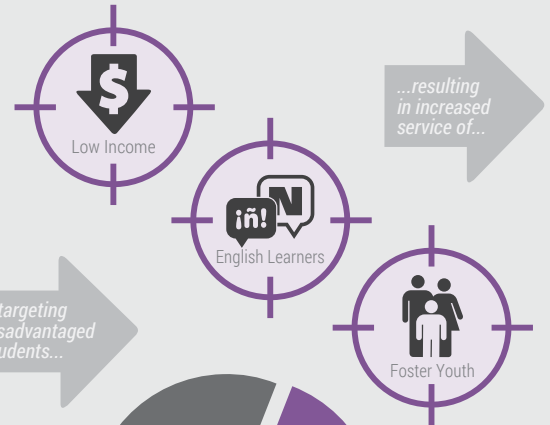 $
Low Income
...resulting
in increased
service of...
N
¡ñ!
English Learners
targeting
sadvantaged
udents...
Foster Youth